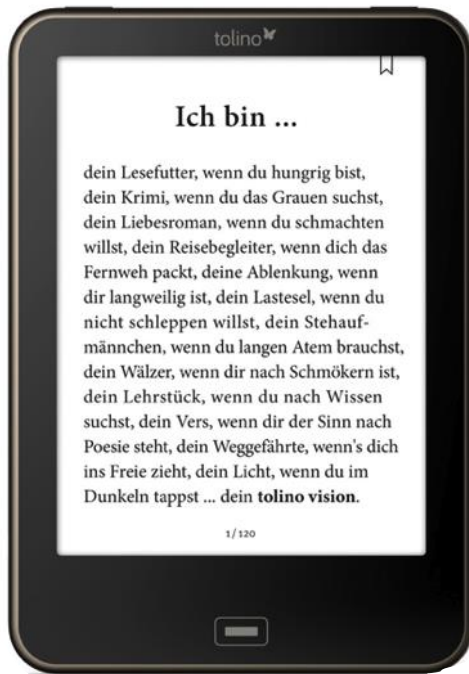 tolino
Ich bin ...
dein Lesefutter, wenn du hungrig bist,
dein Krimi, wenn du das Grauen suchst,
dein Liebesroman, wenn du schmachten
willst, dein Reisebegleiter, wenn dich das
Fernweh packt, deine Ablenkung, wenn
dir langweilig ist, dein Lastesel, wenn du
nicht schleppen willst, dein Stehauf-
männchen, wenn du langen Atem brauchst,
dein Wälzer, wenn dir nach Schmökern ist,
dein Lehrstück, wenn du nach Wissen
suchst, dein Vers, wenn dir der Sinn nach
Poesie steht, dein Weggefährte, wenn's dich
ins Freie zieht, dein Licht, wenn du im
Dunkeln tappst ... dein tolino vision.
1/120